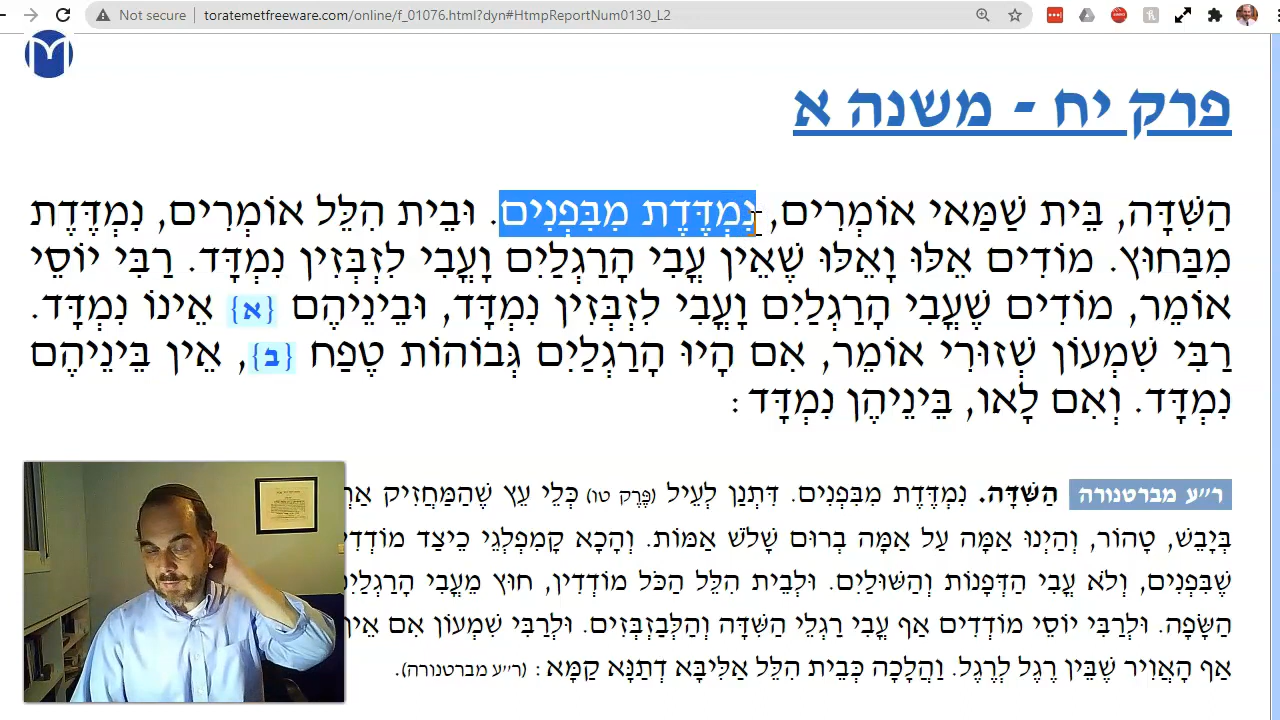 Not secure | toratemetfreeware.com/online/f_01076.html?dyn#HtmpReportNum0130_L2
פרק יח - משנה א
הַשִּׁדָּה, בֵּית שַׁמַּאי אוֹמְרִים, נִמְדֶּדֶת מִבִּפְנִים. וּבֵית הִלֵּל אוֹמְרִים, נִמְדֶּדֶת
מִבַּחוּץ. מוֹדִים אֵלּוּ וָאֵלּוּ שֶׁאֵין עֳבִי הָרַגְלַיִם וָעֳבִי לִזְבְּזִין נִמְדָּד. רַבִּי יוֹסֵי
אוֹמֵר, מוֹדִים שֶׁעֳבִי הָרַגְלַיִם וָעֳבִי לִזְבְּזִין נִמְדָּד, וּבֵינֵיהֶם {א} אֵינוֹ נִמְדָּד.
רַבִּי שִׁמְעוֹן שְׁזוּרִי אוֹמֵר, אִם הָיוּ הָרַגְלַיִם גְּבוֹהוֹת טֶפַח {ב}, אֵין בֵּינֵיהֶם
נִמְדָּד. וְאִם לָאו, בֵּינֵיהֶן נִמְדָּד:
ר״ע מברטנורה הַשִּׁדָּה. נִמְדֶּדֶת מִבִּפְנִים. דִּתְנַן לְעֵיל (פֶּרֶק טו) כְּלֵי עֵץ שֶׁהַמַּחֲזִיק
בְּיָבֵשׁ, טָהוֹר, וְהַיְנוּ אַמָּה עַל אַמָּה בְּרוּם שָׁלֹשׁ אַמּוֹת. וְהָכָא קָמִפְלְגֵי כֵּיצַד מוֹדְדִין
שֶׁבִּפְנִים, וְלֹא עֳבִי הַדְּפָנוֹת וְהַשּׁוּלַיִם. וּלְבֵית הִלֵּל הַכֹּל מוֹדְדִין, חוּץ מֵעֳבִי הָרַגְלַיִם
הַשָּׂפָה. וּלְרַבִּי יוֹסֵי מוֹדְדִים אַף עֳבִי רַגְלֵי הַשִּׁדָּה וְהַלְּבַזְבְּזִים. וּלְרַבִּי שִׁמְעוֹן אִם אֵין
אַף הָאֲוִיר שֶׁבֵּין רֶגֶל לְרֶגֶל. וַהֲלָכָה כְּבֵית הִלֵּל אַלִּיבָּא דְתַנָּא קַמָּא: (ר״ע מברטנורה).